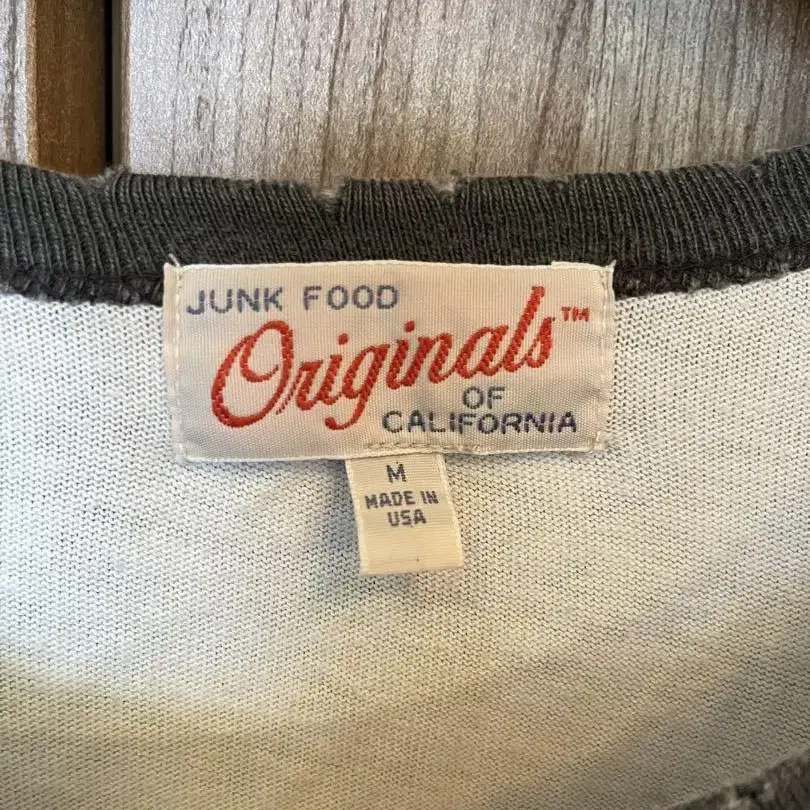 JUNK FOOD
Originals™
OF
CALIFORNIA
M
MADE IN
USA